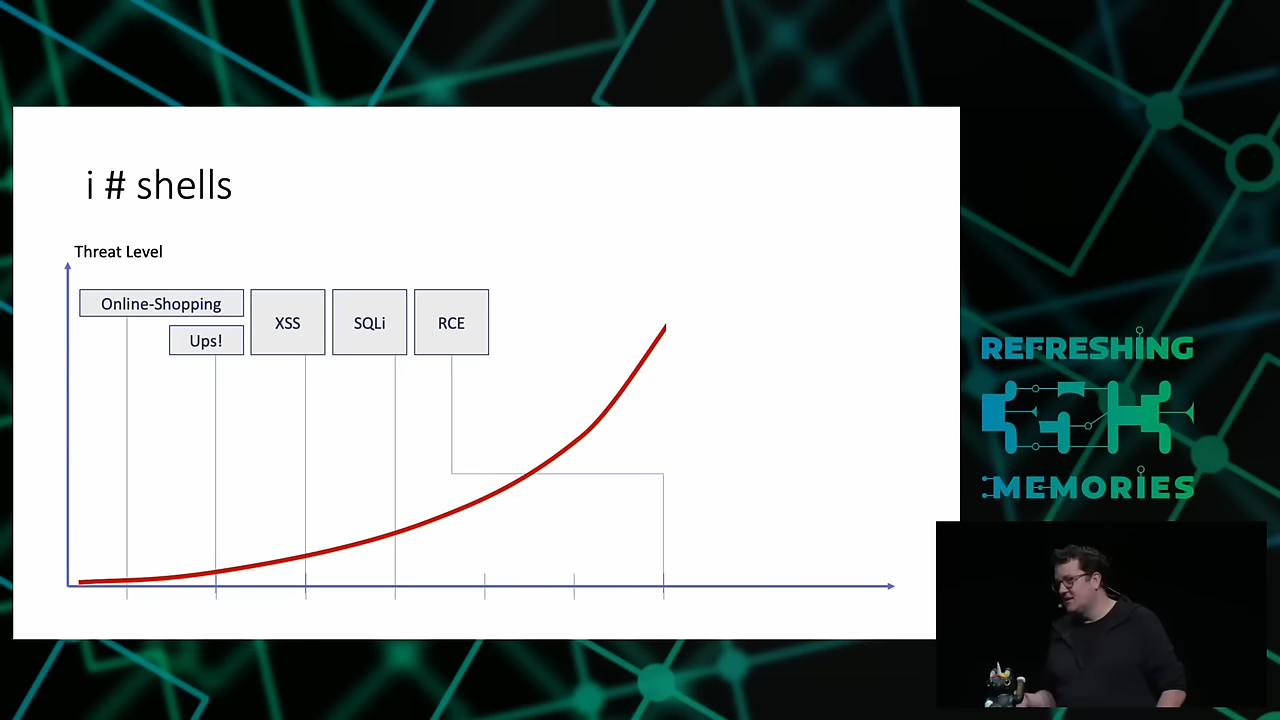 i # shells
Threat Level
Online-Shopping
Ups!
XSS
SQLi
RCE
REFRESHING
MEMORIES